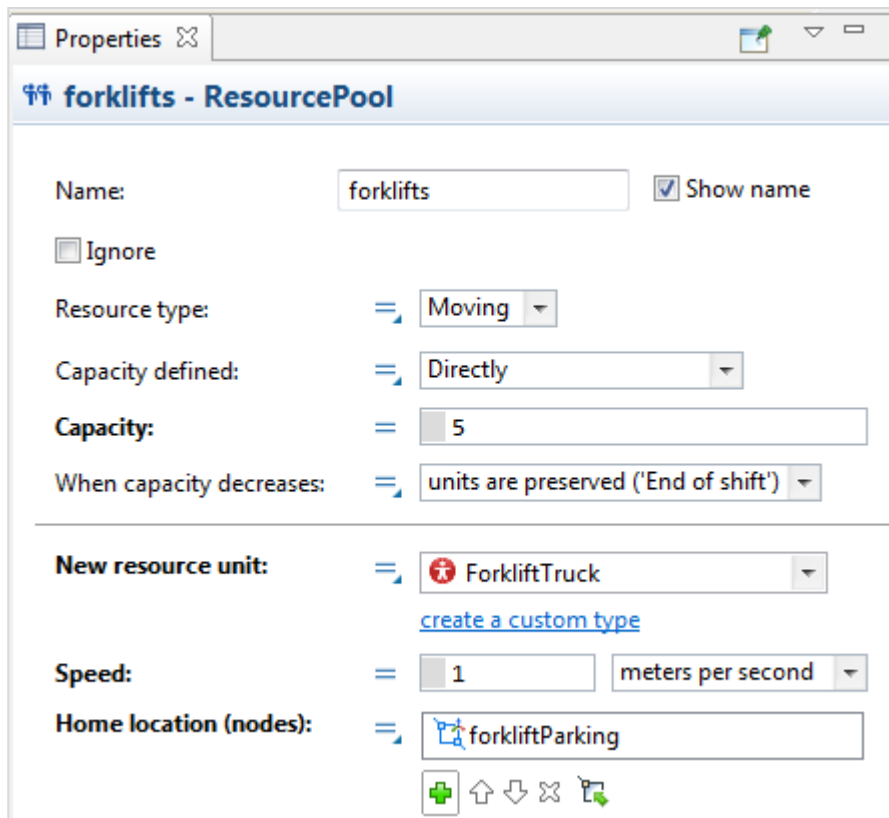 Properties
forklifts - ResourcePool
Name: forklifts Show name
Ignore
Resource type: Moving
Capacity defined: Directly
Capacity: 5
When capacity decreases: units are preserved ('End of shift')
New resource unit: ForkliftTruck
create a custom type
Speed: 1 meters per second
Home location (nodes): forkliftParking